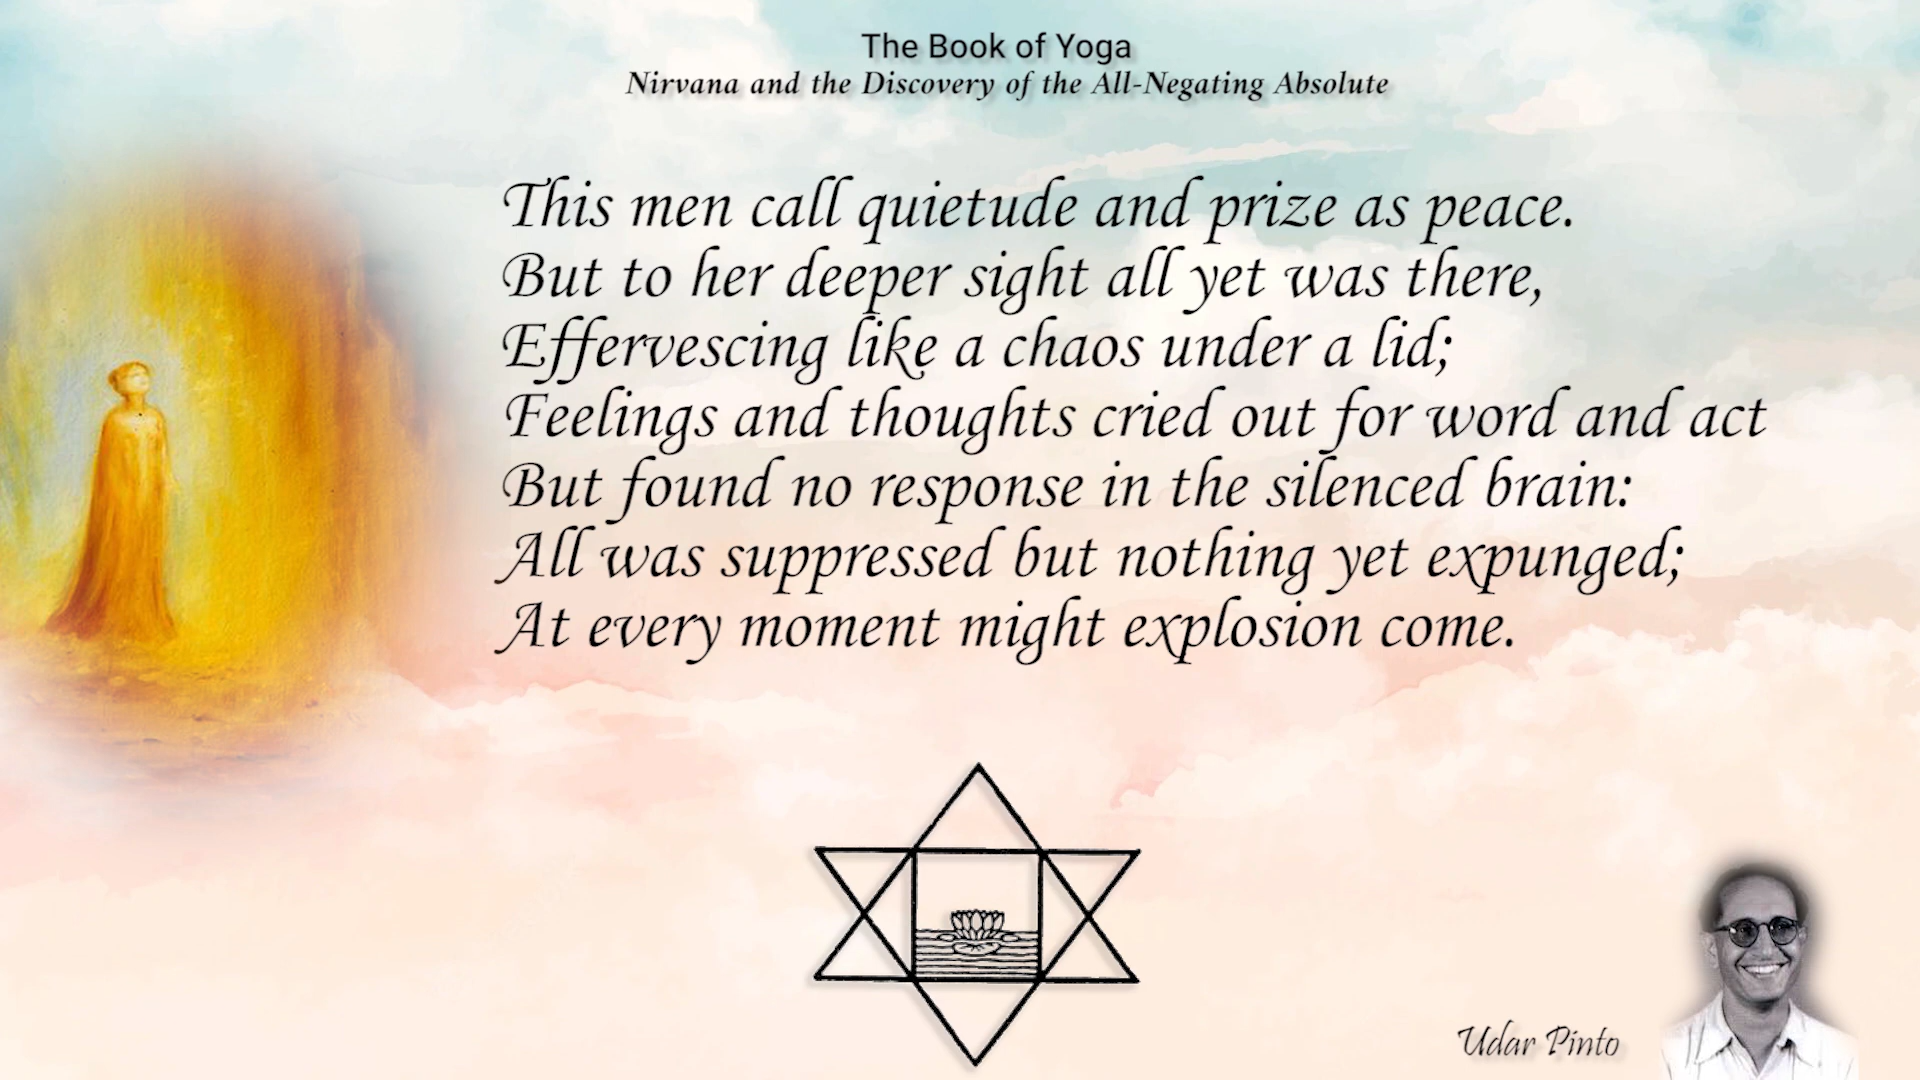 The Book of Yoga
Nirvana and the Discovery of the All-Negating Absolute
This men call quietude and prize as peace.
But to her deeper sight all yet was there,
Effervescing like a chaos under a lid;
Feelings and thoughts cried out for word and act
But found no response in the silenced brain:
All was suppressed but nothing yet expunged;
At every moment might explosion come.
Udar Pinto